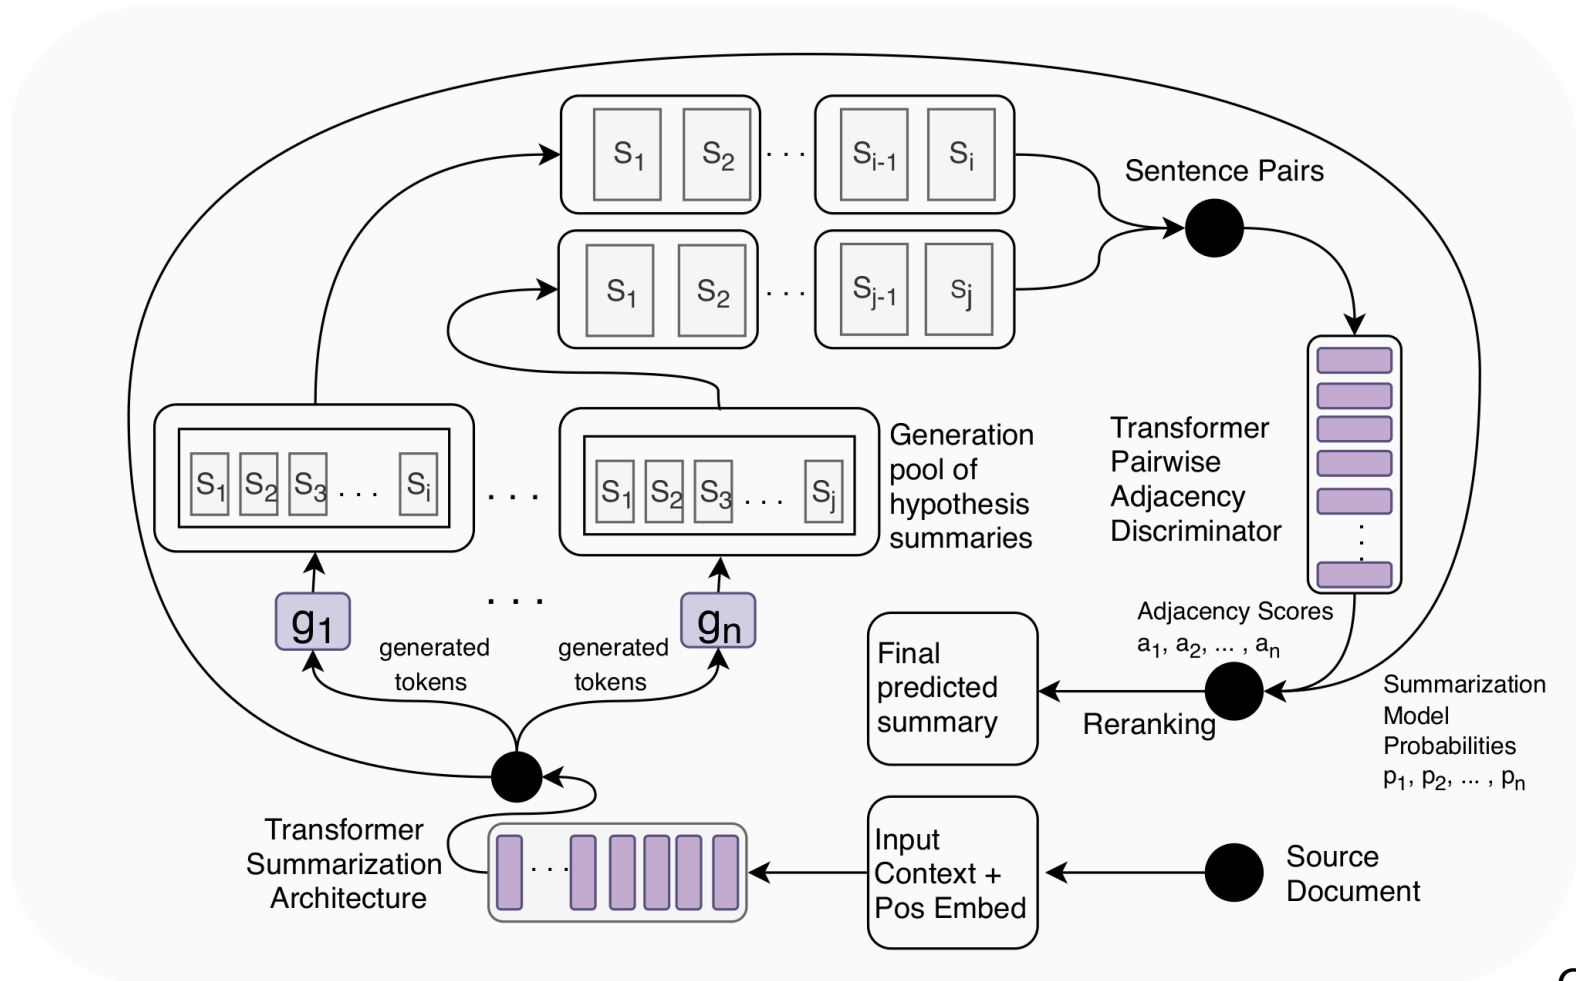 S1 S2 . . . Si-1 Si
Sentence Pairs
S1 S2 . . . Sj-1 Sj
Generation
pool of
hypothesis
summaries
S1 S2 S3 . . . Si
. . .
S1 S2 S3 . . . Sj
Transformer
Pairwise
Adjacency
Discriminator
g1
. . .
gn
generated
tokens
generated
tokens
Adjacency Scores
a1, a2, ... , an
Final
predicted
summary
Reranking
Summarization
Model
Probabilities
p1, p2, ... , pn
Transformer
Summarization
Architecture
. . .
Input
Context +
Pos Embed
Source
Document